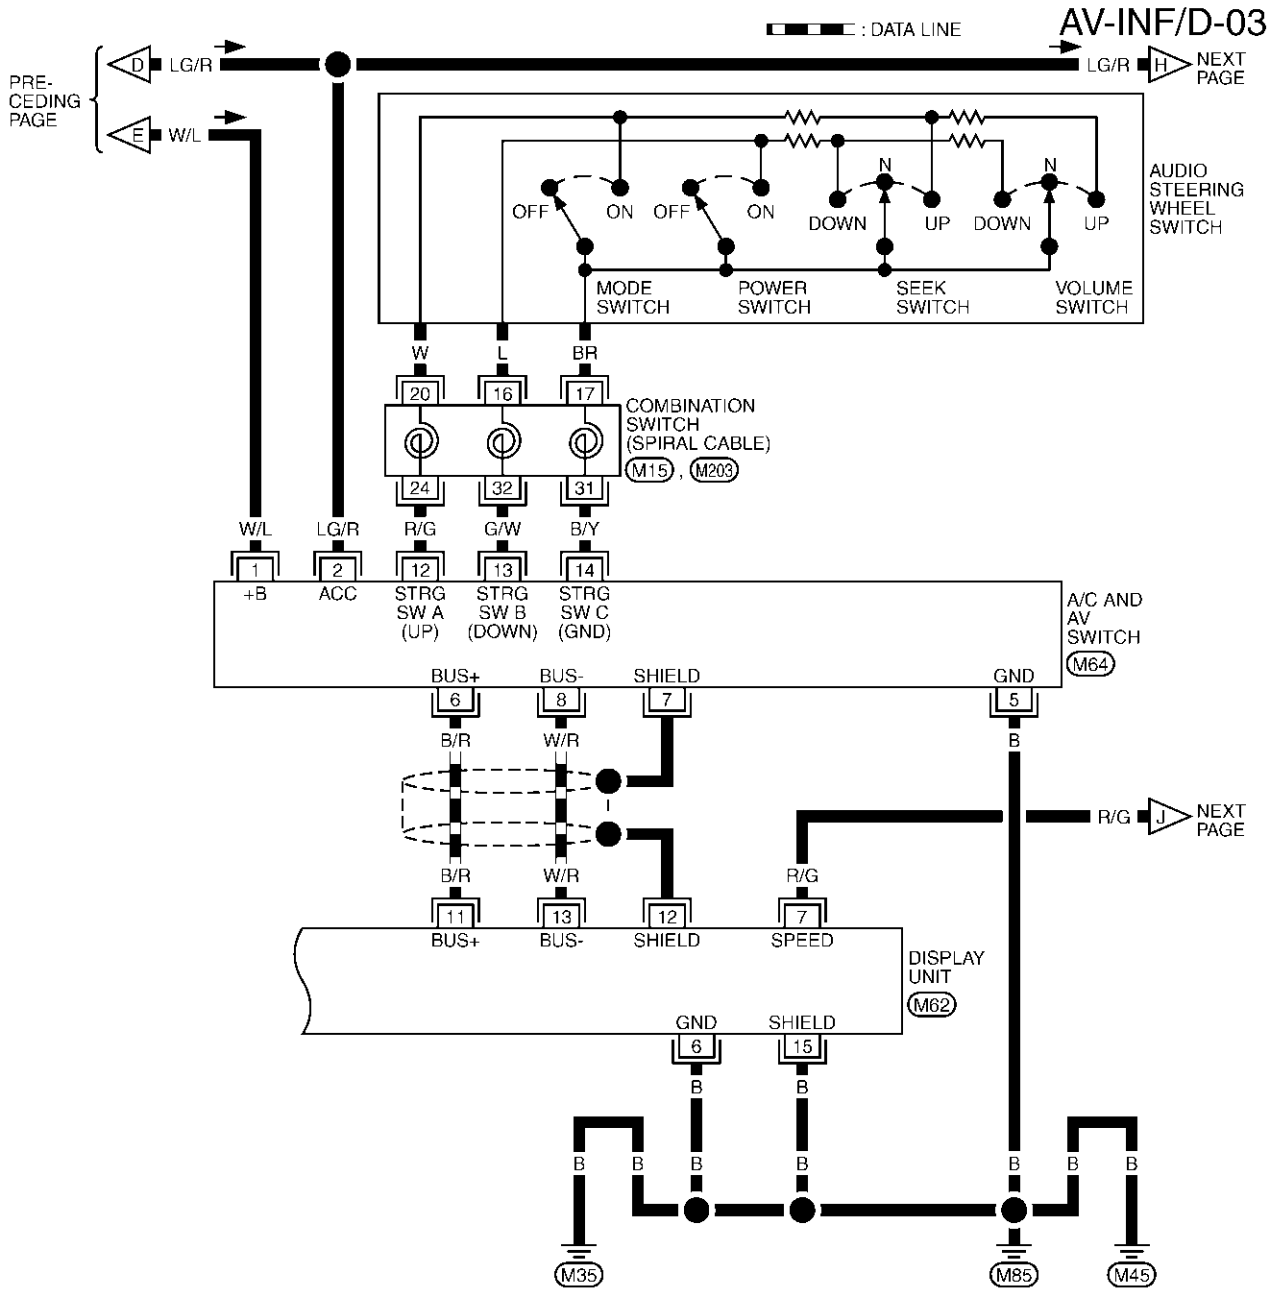 AV-INF/D-03
: DATA LINE
PRE-
CEDING
PAGE
D
LG/R
LG/R
H
NEXT
PAGE
E
W/L
AUDIO
STEERING
WHEEL
SWITCH
OFF
ON
OFF
ON
DOWN
N
UP
DOWN
N
UP
MODE
SWITCH
POWER
SWITCH
SEEK
SWITCH
VOLUME
SWITCH
W
L
BR
20
16
17
COMBINATION
SWITCH
(SPIRAL CABLE)
M15 , M203
24
32
31
W/L
LG/R
R/G
G/W
B/Y
1
2
12
13
14
+B
ACC
STRG
SW A
(UP)
STRG
SW B
(DOWN)
STRG
SW C
(GND)
A/C AND
AV
SWITCH
M64
BUS+
BUS-
SHIELD
GND
6
8
7
5
B/R
W/R
B
R/G
J
NEXT
PAGE
B/R
W/R
R/G
11
13
12
7
BUS+
BUS-
SHIELD
SPEED
DISPLAY
UNIT
M62
GND
SHIELD
6
15
B
B
B
B
B
B
B
B
B
M35
M85
M45